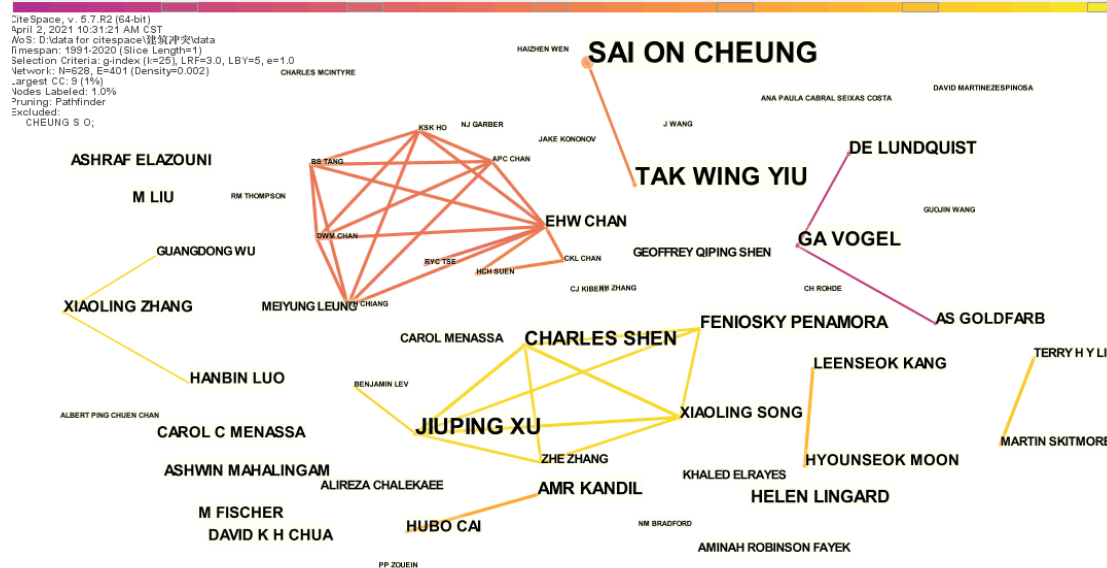 CiteSpace, v. 5.7.R2 (64-bit)
April 2, 2021 10:31:21 AM CST
WoS: D:\data for citespace\建筑冲突\data
Timespan: 1991-2020 (Slice Length=1)
Selection Criteria: g-index (k=25), LRF=3.0, LBY=5, e=1.0
Network: N=628, E=401 (Density=0.002)
Largest CC: 9 (1%)
Nodes Labeled: 1.0%
Pruning: Pathfinder
Excluded:
CHEUNG S O;
HAIZHEN WEN
SAI ON CHEUNG
CHARLES MCINTYRE
DAVID MARTINEZESPINOSA
ANA PAULA CABRAL SEIXAS COSTA
KSK HO
NJ GARBER
J WANG
JAKE KONONOV
DE LUNDQUIST
ASHRAF ELAZOUNI
BS TANG
APC CHAN
TAK WING YIU
M LIU
RM THOMPSON
GUOJIN WANG
EHW CHAN
DWM CHAN
GA VOGEL
GUANGDONG WU
GEOFFREY QIPING SHEN
RYC TSE
CKL CHAN
HCH SUEN
CJ KIBERT
ZHANG
CH ROHDE
XIAOLING ZHANG
MEIYUNG LEUNG
YH CHIANG
AS GOLDFARB
FENIOSKY PENAMORA
CAROL MENASSA
CHARLES SHEN
TERRY H Y LI
LEENSEOK KANG
HANBIN LUO
BENJAMIN LEV
ALBERT PING CHUEN CHAN
XIAOLING SONG
JIUPING XU
CAROL C MENASSA
MARTIN SKITMORE
ZHE ZHANG
HYOUNSEOK MOON
ASHWIN MAHALINGAM
KHALED ELRAYES
ALIREZA CHALEKAEE
AMR KANDIL
HELEN LINGARD
M FISCHER
HUBO CAI
NM BRADFORD
DAVID K H CHUA
AMINAH ROBINSON FAYEK
PP ZOUEIN